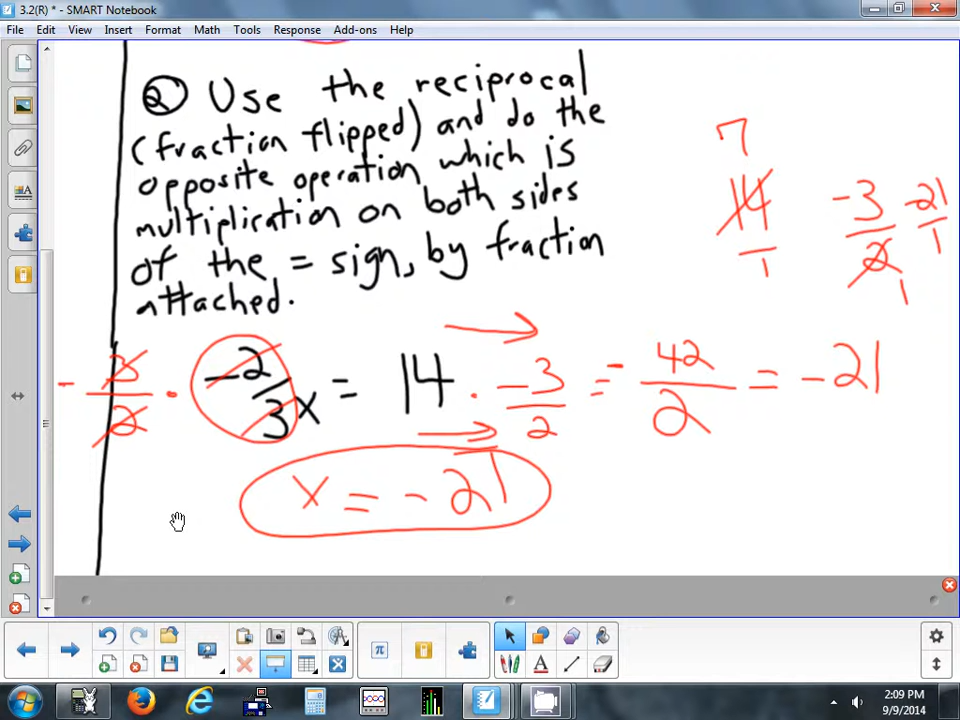 3.2(R) * - SMART Notebook
File Edit View Insert Format Math Tools Response Add-ons Help
② Use the reciprocal
(fraction flipped) and do the
opposite operation which is
multiplication on both sides
of the = sign, by fraction
attached.
7
14/1 -3/2 -21/1
1
-3/2 · -2/3x = 14 · -3/2 = -42/2 = -21
x = -21
2:09 PM
9/9/2014